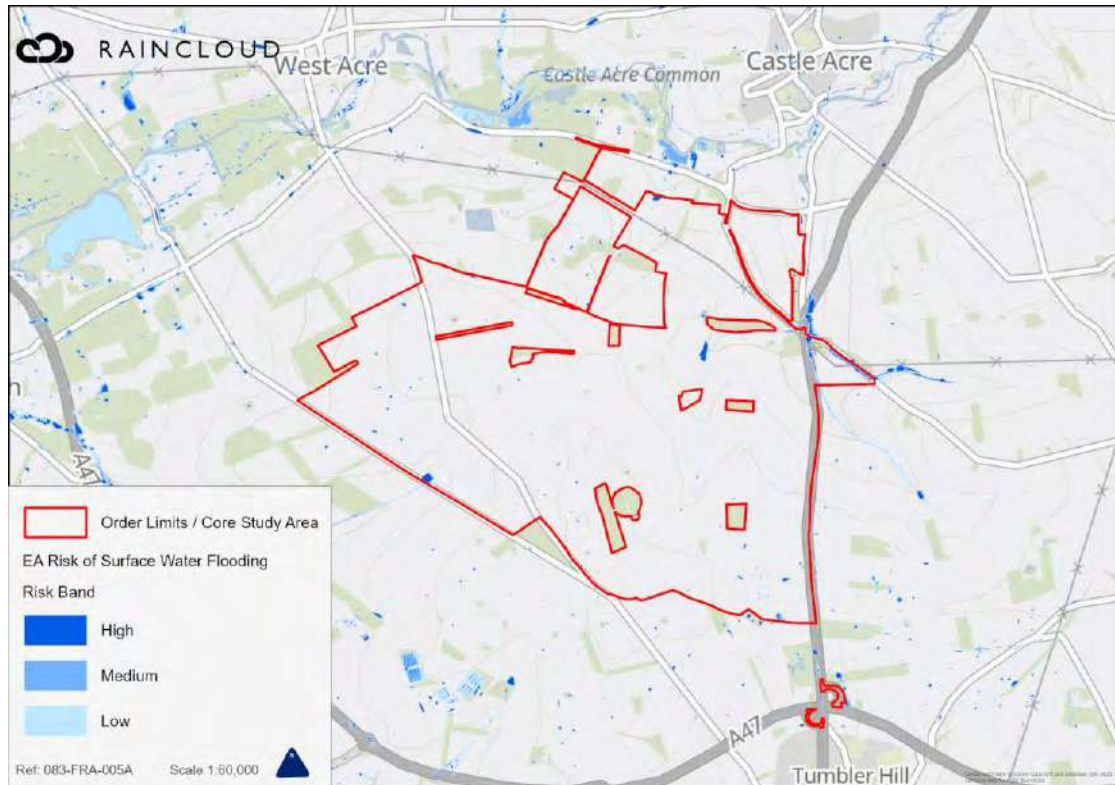 RAINCLOUD
West Acre
Castle Acre Common
Castle Acre
n
A47
Order Limits / Core Study Area
EA Risk of Surface Water Flooding
Risk Band
High
Medium
Low
Ref: 083-FRA-005A
Scale 1:60,000
A47
Tumbler Hill